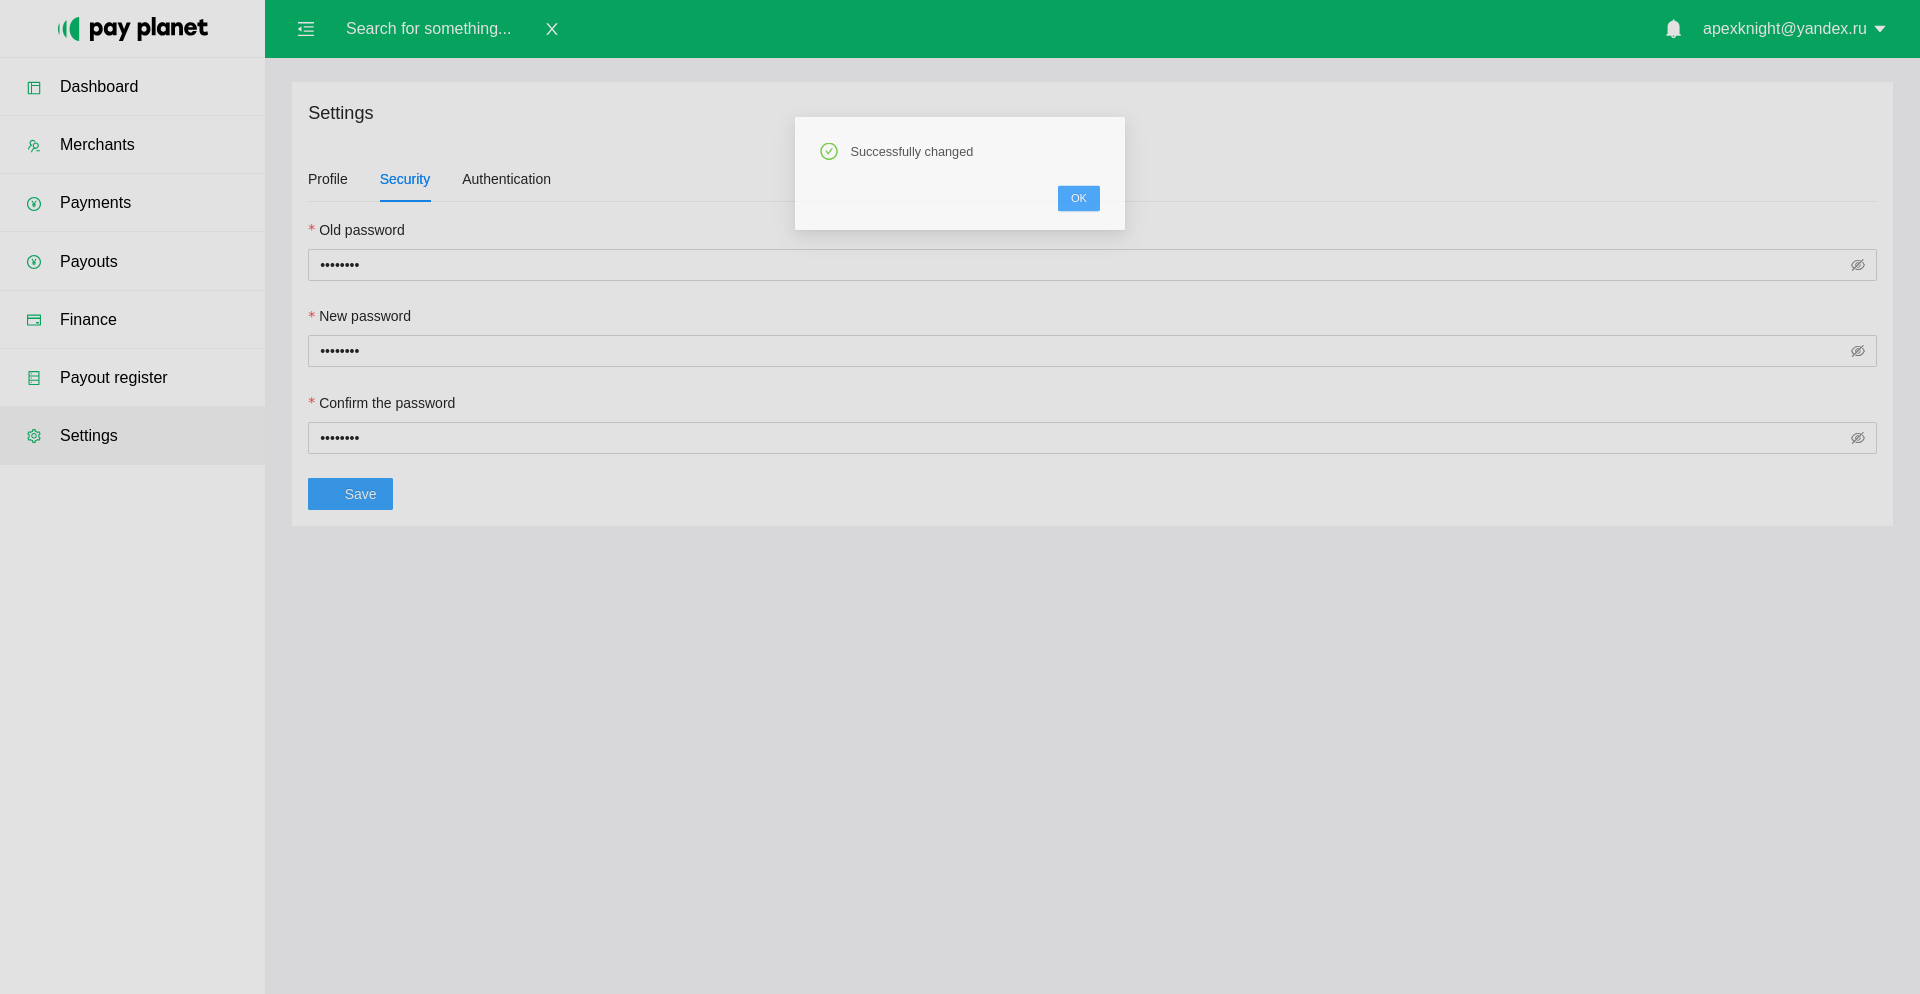 pay planet
Search for something...
apexknight@yandex.ru
Dashboard
Merchants
Payments
Payouts
Finance
Payout register
Settings
Settings
Successfully changed
OK
Profile
Security
Authentication
* Old password
••••••••
* New password
••••••••
* Confirm the password
••••••••
Save